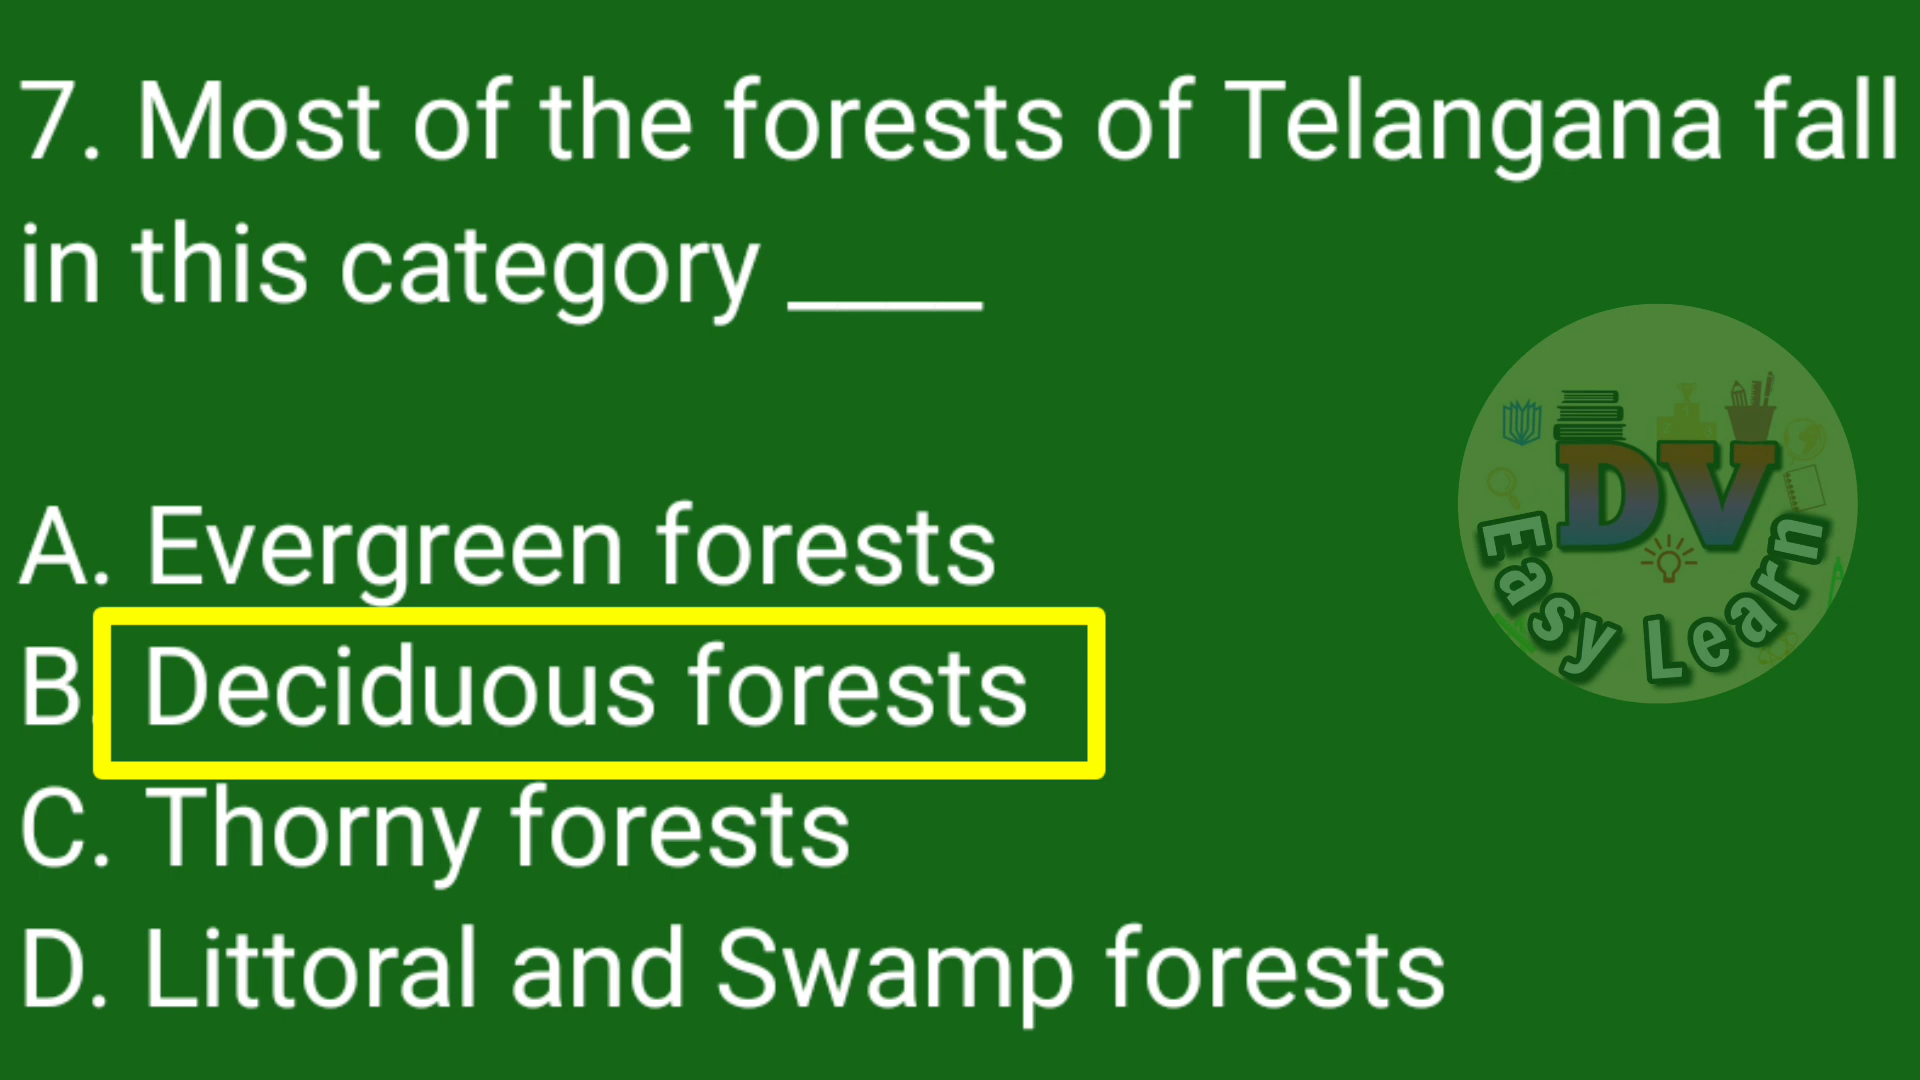 7. Most of the forests of Telangana fall
in this category ____
A. Evergreen forests
B. Deciduous forests
C. Thorny forests
D. Littoral and Swamp forests
DV
Easy Learn